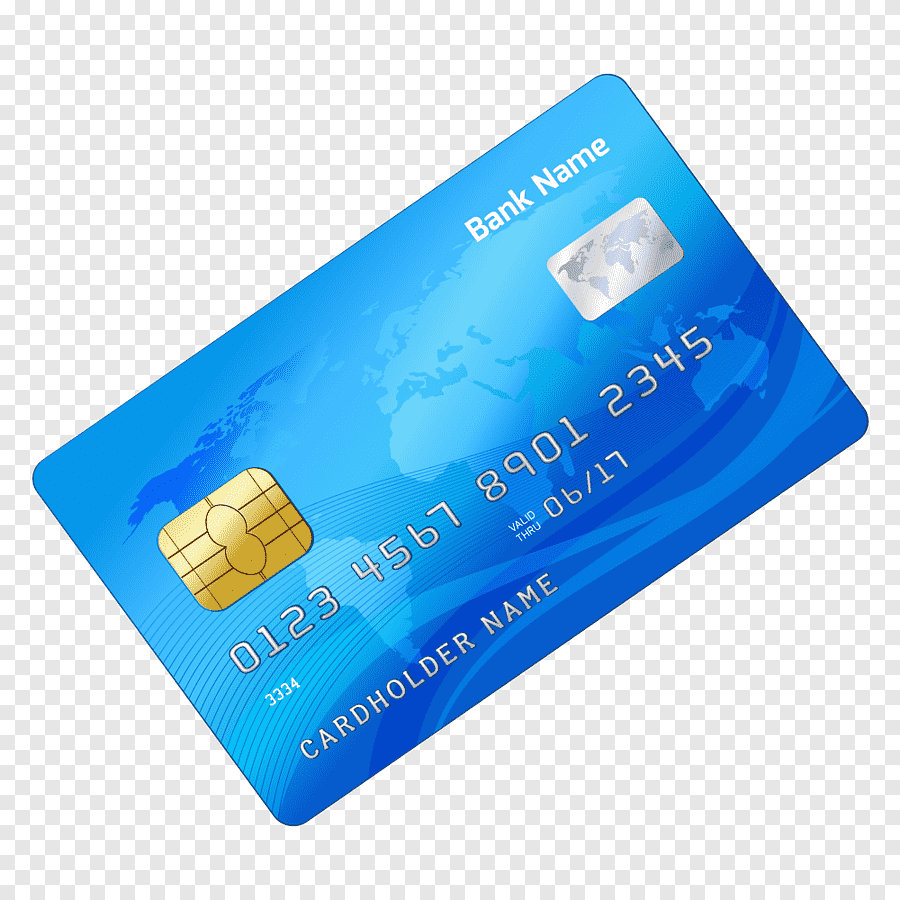 Bank Name
0123 4567 8901 2345
VALID
THRU 06/17
3334
CARDHOLDER NAME